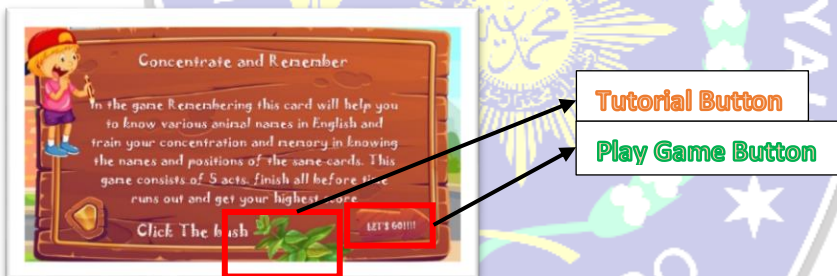 Concentrate and Remember
In the game Remembering this card will help you
to know various animal names in English and
train your concentration and memory in knowing
the names and positions of the same cards. This
game consists of 5 acts. finish all before time
runs out and get your highest score
Click The bush
LET'S GO!!!!
Tutorial Button
Play Game Button